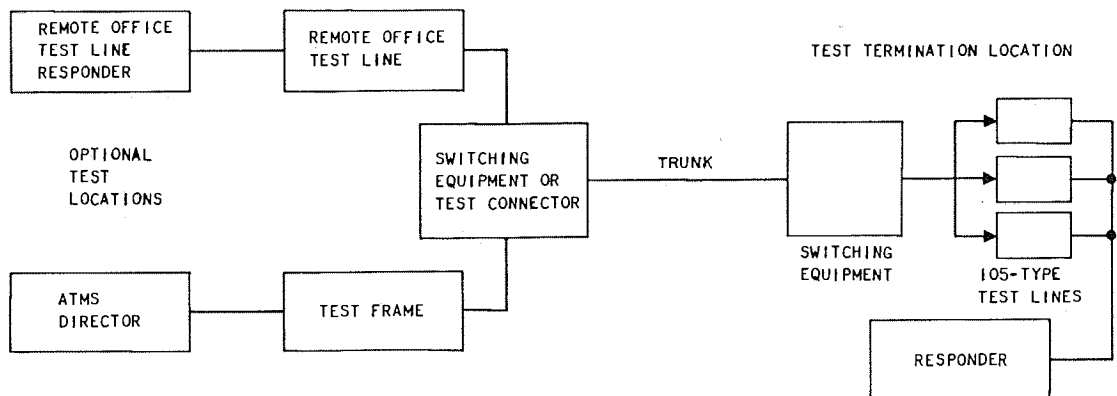 REMOTE OFFICE
TEST LINE
RESPONDER
REMOTE OFFICE
TEST LINE
TEST TERMINATION LOCATION
OPTIONAL
TEST
LOCATIONS
SWITCHING
EQUIPMENT OR
TEST CONNECTOR
TRUNK
SWITCHING
EQUIPMENT
105-TYPE
TEST LINES
ATMS
DIRECTOR
TEST FRAME
RESPONDER